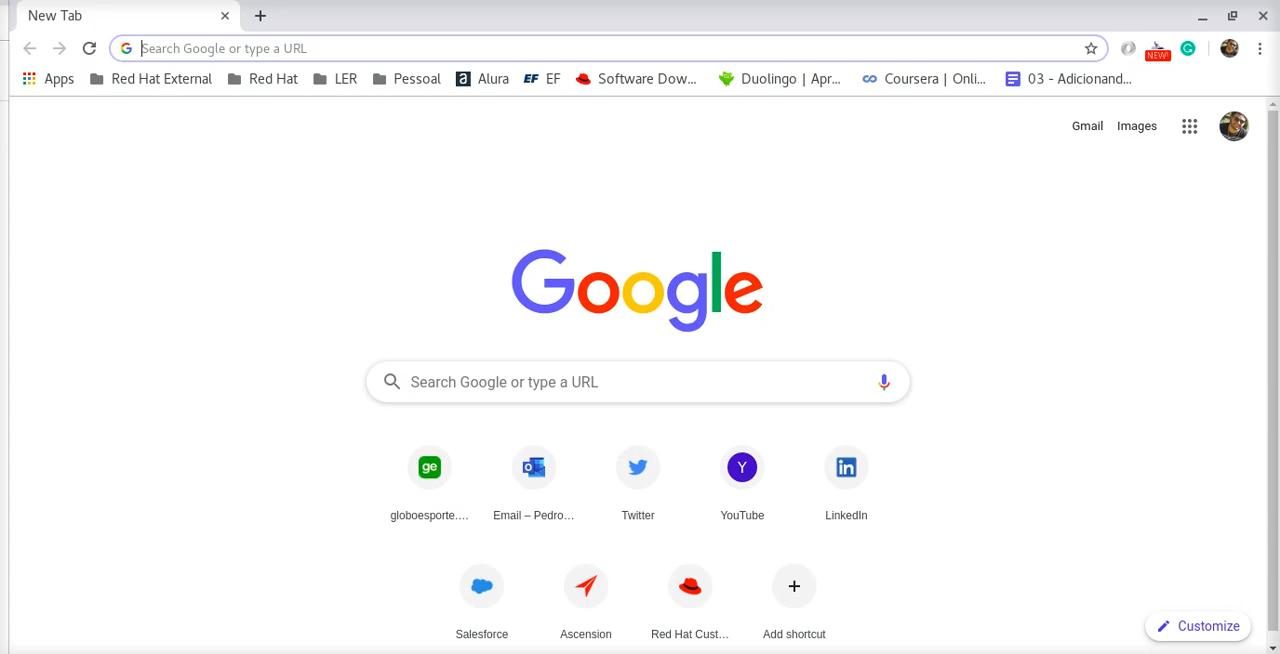 New Tab
Search Google or type a URL
NEW!
Apps Red Hat External Red Hat LER Pessoal a Alura EF EF Software Dow... Duolingo | Apr... Coursera | Onli... 03 - Adicionand...
Gmail Images
Google
Search Google or type a URL
ge Y in
globoesporte.... Email – Pedro... Twitter YouTube LinkedIn
Salesforce Ascension Red Hat Cust... Add shortcut
Customize